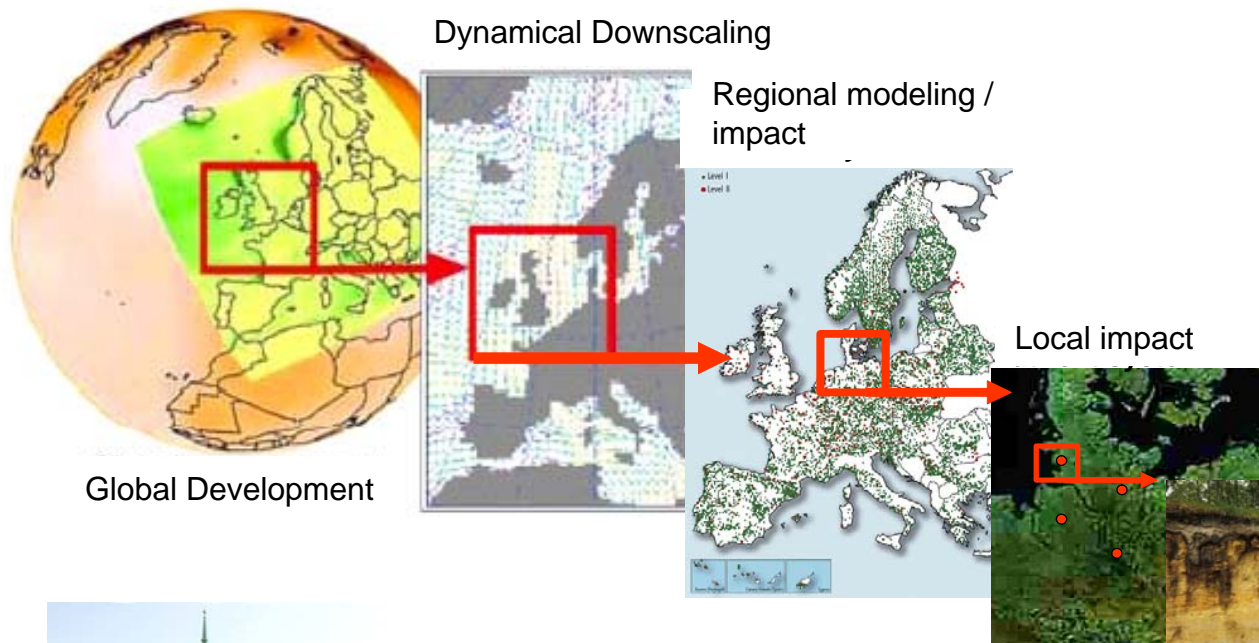 Dynamical Downscaling
Regional modeling /
impact
Level I
Level II
Local impact
Global Development